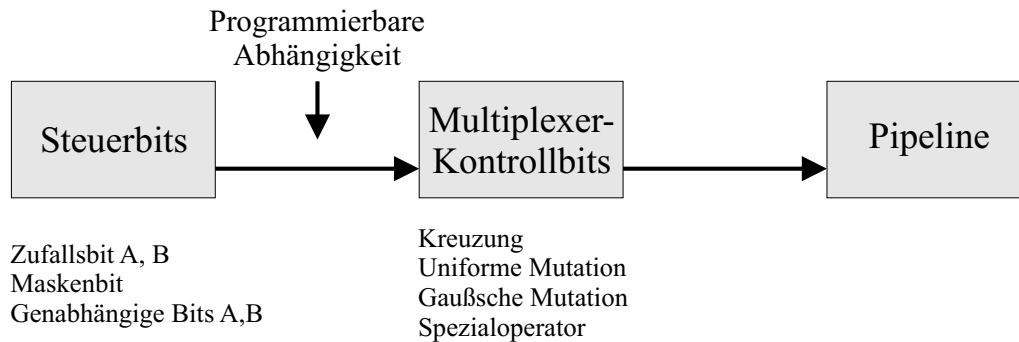 Programmierbare
Abhängigkeit
Steuerbits
Multiplexer-
Kontrollbits
Pipeline
Zufallsbit A, B
Maskenbit
Genabhängige Bits A,B
Kreuzung
Uniforme Mutation
Gaußsche Mutation
Spezialoperator